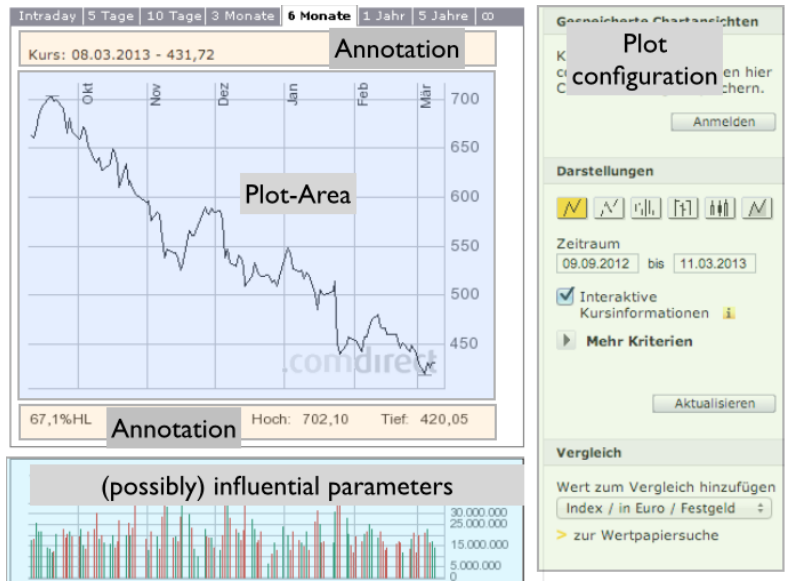 Intraday 5 Tage 10 Tage 3 Monate 6 Monate 1 Jahr 5 Jahre ∞
Kurs: 08.03.2013 - 431,72
Annotation
Okt Nov Dez Jan Feb Mär
700
650
600
550
500
450
Plot-Area
.comdirect
67,1%HL
Annotation
Hoch: 702,10
Tief: 420,05
(possibly) influential parameters
30.000.000
25.000.000
15.000.000
5.000.000
0
Gespeicherte Chartansichten
Plot
configuration
en hier
chern.
Anmelden
Darstellungen
Zeitraum
09.09.2012 bis 11.03.2013
Interaktive
Kursinformationen i
Mehr Kriterien
Aktualisieren
Vergleich
Wert zum Vergleich hinzufügen
Index / in Euro / Festgeld
> zur Wertpapiersuche